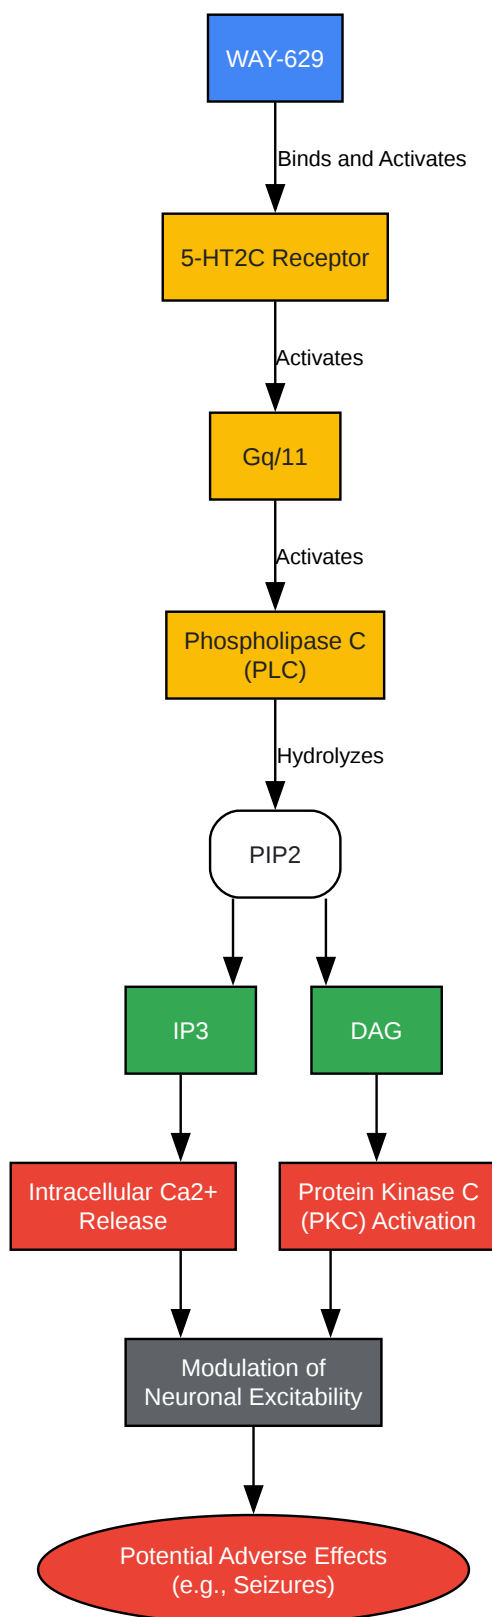 WAY-629
Binds and Activates
5-HT2C Receptor
Activates
Gq/11
Activates
Phospholipase C
(PLC)
Hydrolyzes
PIP2
IP3
DAG
Intracellular Ca2+
Release
Protein Kinase C
(PKC) Activation
Modulation of
Neuronal Excitability
Potential Adverse Effects
(e.g., Seizures)